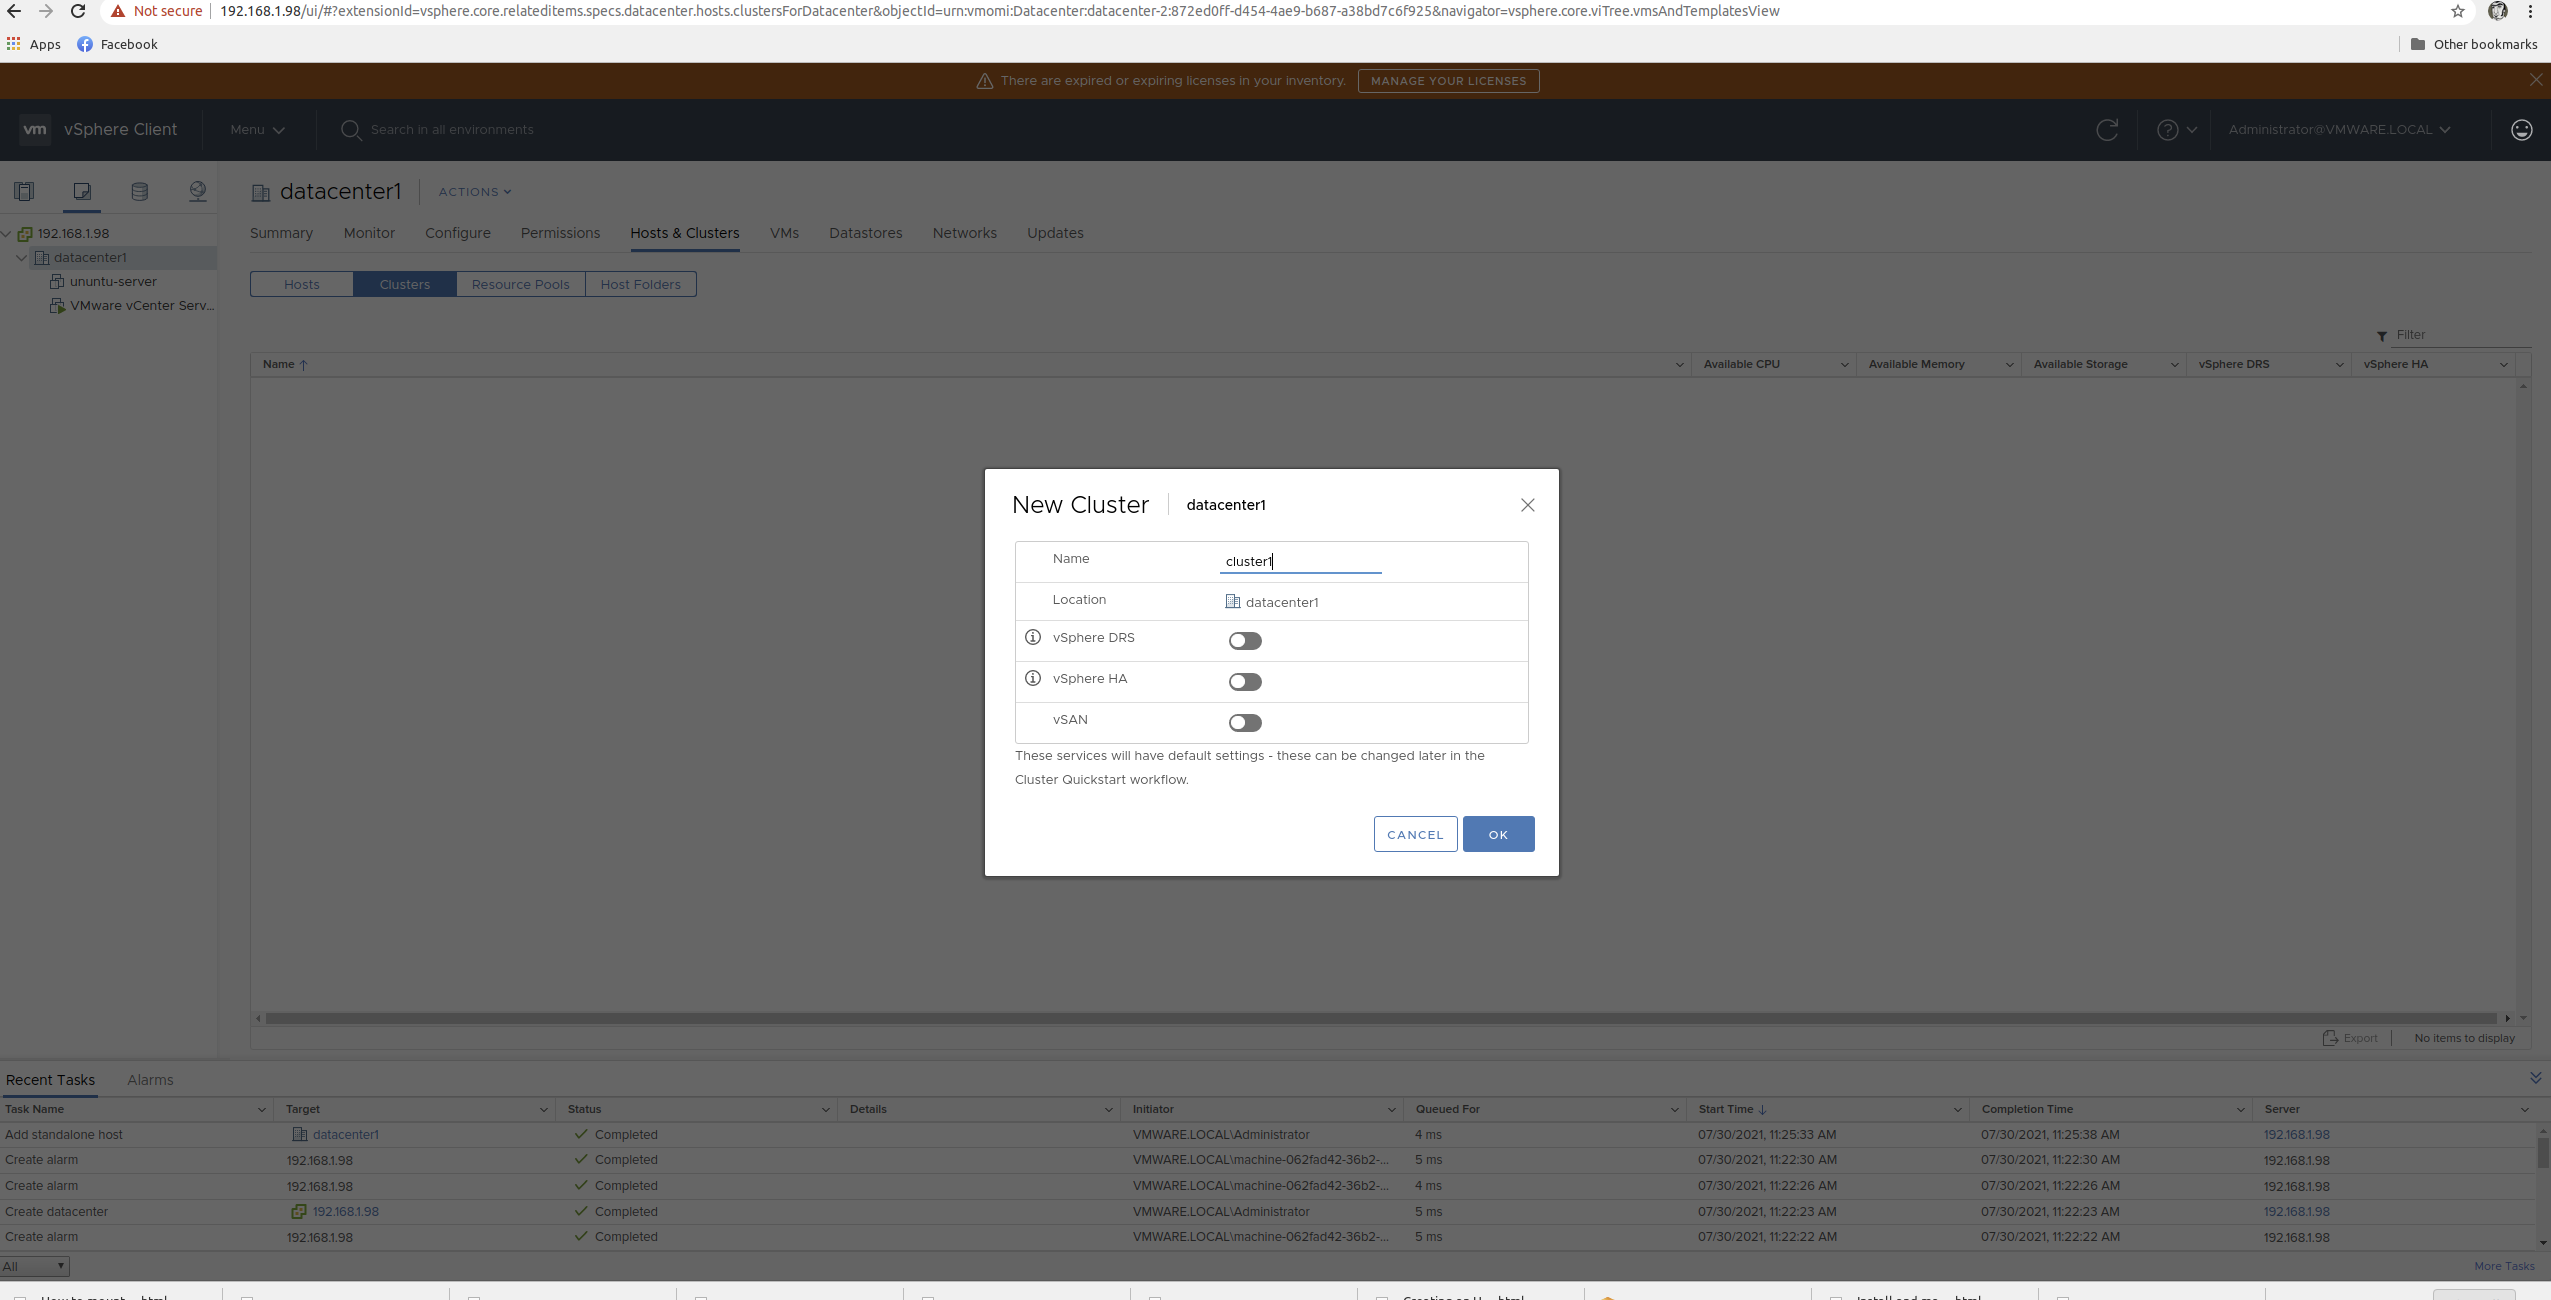 Not secure 192.168.1.98/ui/#?extensionId=vsphere.core.relateditems.specs.datacenter.hosts.clustersForDatacenter&objectId=urn:vmomi:Datacenter:datacenter-2:872ed0ff-d454-4ae9-b687-a38bd7c6f925&navigator=vsphere.core.viTree.vmsAndTemplatesView
Apps Facebook Other bookmarks
There are expired or expiring licenses in your inventory. MANAGE YOUR LICENSES
vm vSphere Client Menu Search in all environments Administrator@VMWARE.LOCAL
datacenter1 ACTIONS
192.168.1.98
datacenter1
ununtu-server
VMware vCenter Serv...
Summary Monitor Configure Permissions Hosts & Clusters VMs Datastores Networks Updates
Hosts Clusters Resource Pools Host Folders
Filter
Name Available CPU Available Memory Available Storage vSphere DRS vSphere HA
New Cluster datacenter1
Name cluster1
Location datacenter1
vSphere DRS
vSphere HA
vSAN
These services will have default settings - these can be changed later in the
Cluster Quickstart workflow.
CANCEL OK
Export No items to display
Recent Tasks Alarms
Task Name Target Status Details Initiator Queued For Start Time Completion Time Server
Add standalone host datacenter1 Completed VMWARE.LOCAL\Administrator 4 ms 07/30/2021, 11:25:33 AM 07/30/2021, 11:25:38 AM 192.168.1.98
Create alarm 192.168.1.98 Completed VMWARE.LOCAL\machine-062fad42-36b2-... 5 ms 07/30/2021, 11:22:30 AM 07/30/2021, 11:22:30 AM 192.168.1.98
Create alarm 192.168.1.98 Completed VMWARE.LOCAL\machine-062fad42-36b2-... 4 ms 07/30/2021, 11:22:26 AM 07/30/2021, 11:22:26 AM 192.168.1.98
Create datacenter 192.168.1.98 Completed VMWARE.LOCAL\Administrator 5 ms 07/30/2021, 11:22:23 AM 07/30/2021, 11:22:23 AM 192.168.1.98
Create alarm 192.168.1.98 Completed VMWARE.LOCAL\machine-062fad42-36b2-... 5 ms 07/30/2021, 11:22:22 AM 07/30/2021, 11:22:22 AM 192.168.1.98
All More Tasks